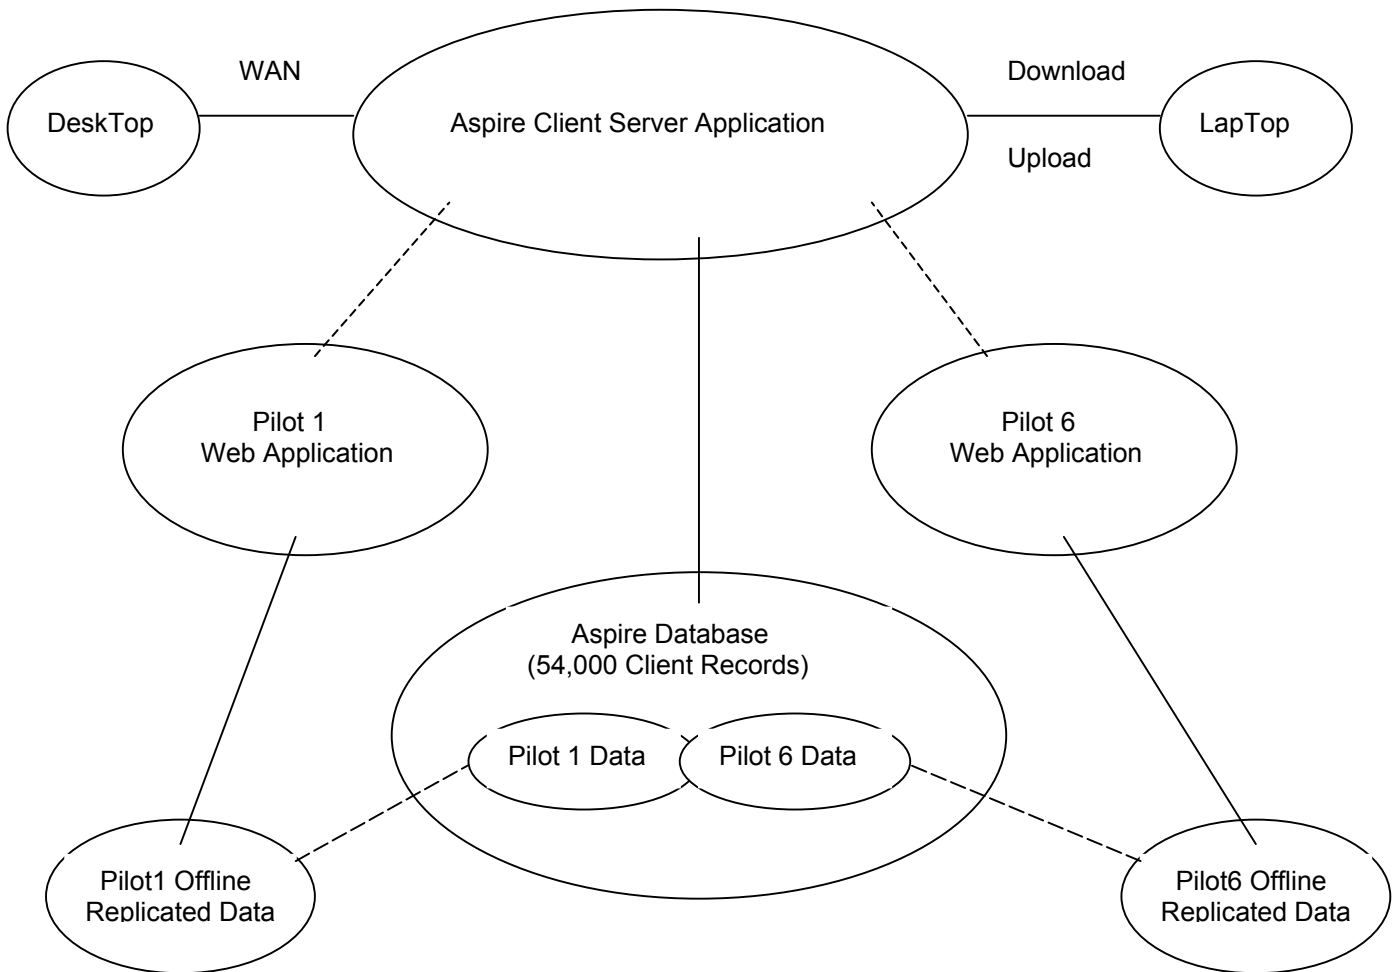 WAN
Download
DeskTop
Aspire Client Server Application
LapTop
Upload
Pilot 1
Web Application
Pilot 6
Web Application
Aspire Database
(54,000 Client Records)
Pilot 1 Data
Pilot 6 Data
Pilot1 Offline
Replicated Data
Pilot6 Offline
Replicated Data